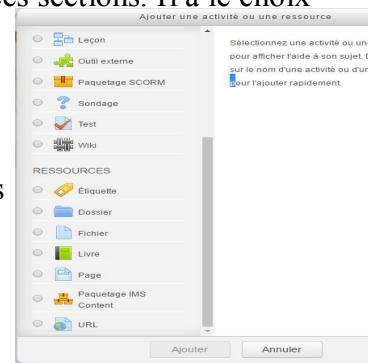 ces sections. Il a le choix
Ajouter une activité ou une ressource
Leçon
Outil externe
Paquetage SCORM
Sondage
Test
Wiki
RESSOURCES
Étiquette
Dossier
Fichier
Livre
Page
Paquetage IMS
Content
URL
Sélectionnez une activité ou un
pour afficher l'aide à son sujet.
sur le nom d'une activité ou d'un
pour l'ajouter rapidement.
s
Ajouter
Annuler